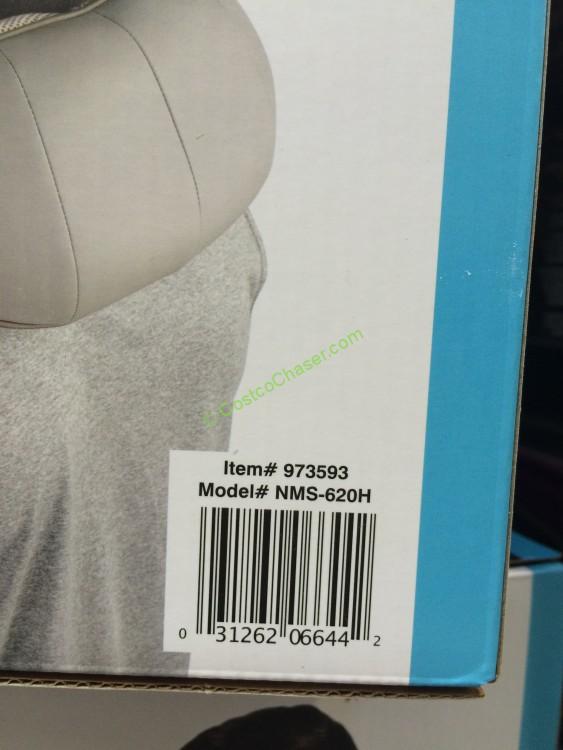 © CostcoChaser.com
Item# 973593
Model# NMS-620H
0 31262 06644 2